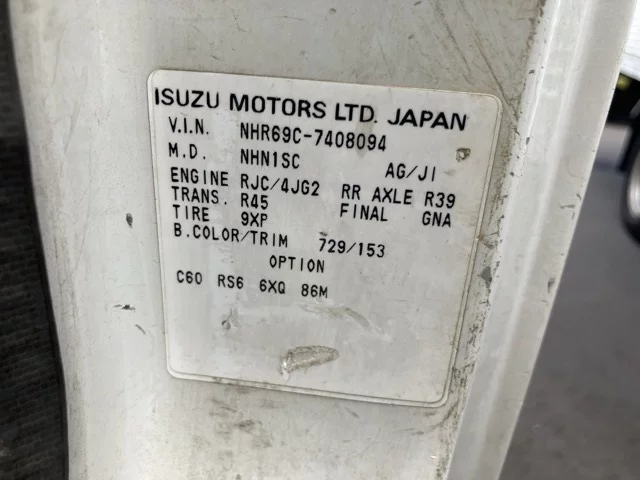 ISUZU MOTORS LTD. JAPAN
V.I.N. NHR69C-7408094
M.D. NHN1SC AG/JI
ENGINE RJC/4JG2 RR AXLE R39
TRANS. R45 FINAL GNA
TIRE 9XP
B.COLOR/TRIM 729/153
OPTION
C60 RS6 6XQ 86M